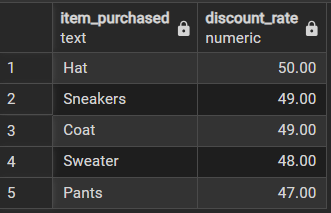 item_purchased discount_rate
text numeric
1 Hat 50.00
2 Sneakers 49.00
3 Coat 49.00
4 Sweater 48.00
5 Pants 47.00